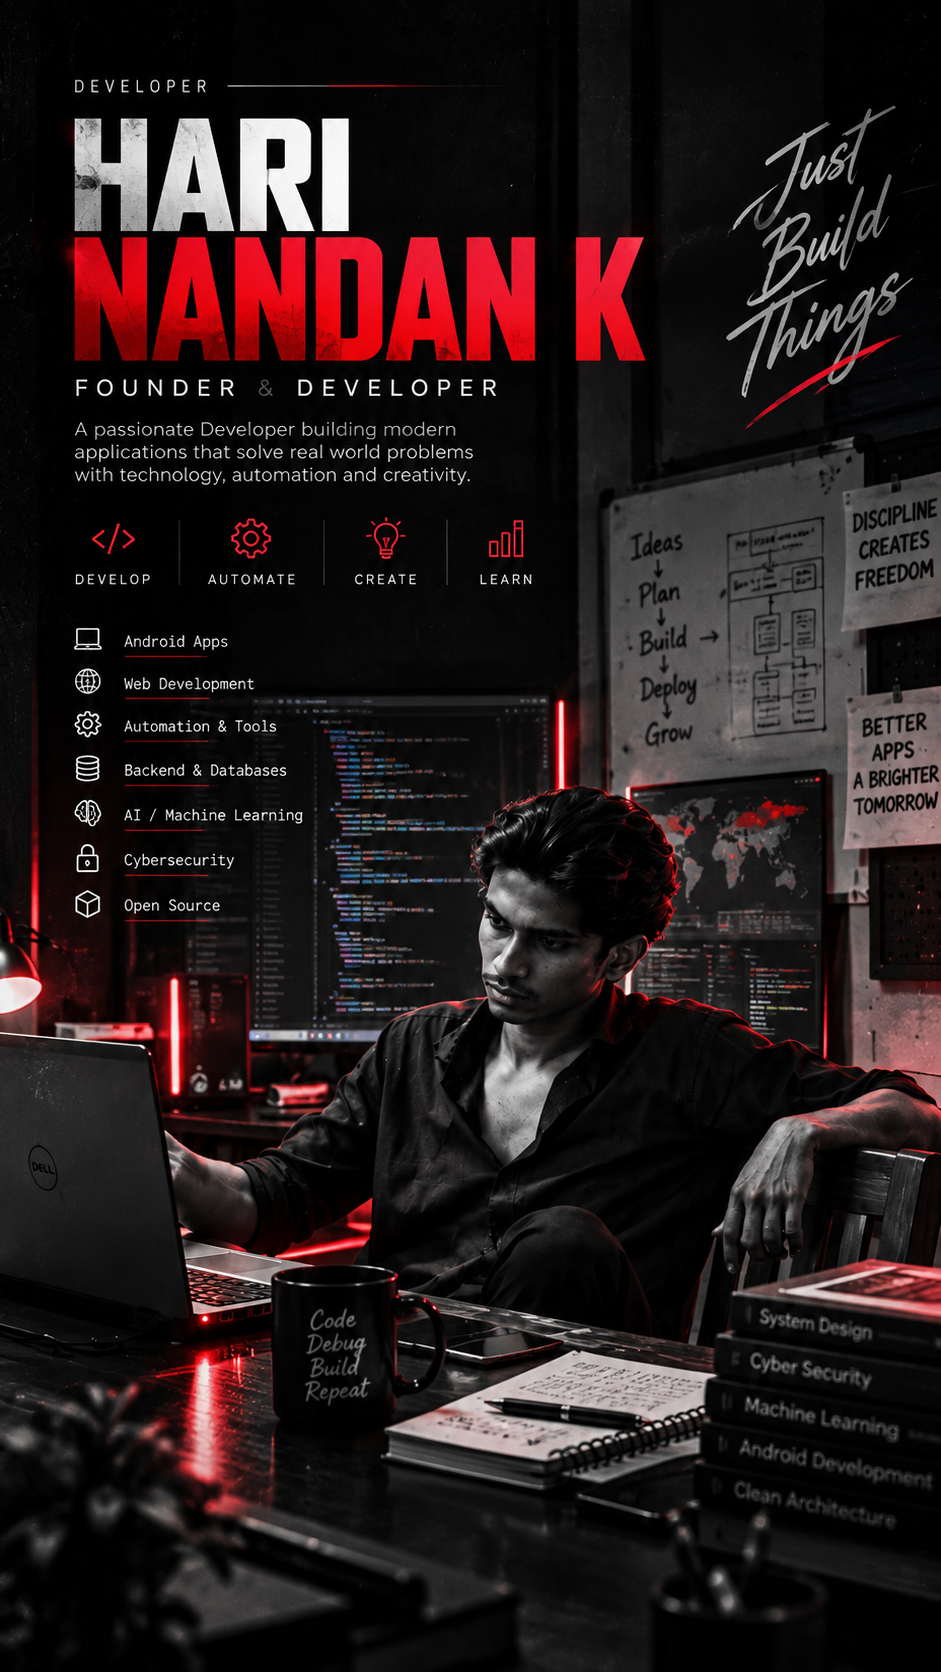 DEVELOPER
HARI
NANDAN K
FOUNDER & DEVELOPER
A passionate Developer building modern
applications that solve real world problems
with technology, automation and creativity.
</>
DEVELOP
AUTOMATE
CREATE
LEARN
Android Apps
Web Development
Automation & Tools
Backend & Databases
AI / Machine Learning
Cybersecurity
Open Source
Just
Build
Things
Ideas
Plan
Build
Deploy
Grow
DISCIPLINE
CREATES
FREEDOM
BETTER
APPS
A BRIGHTER
TOMORROW
DELL
Code
Debug
Build
Repeat
System Design
Cyber Security
Machine Learning
Android Development
Clean Architecture